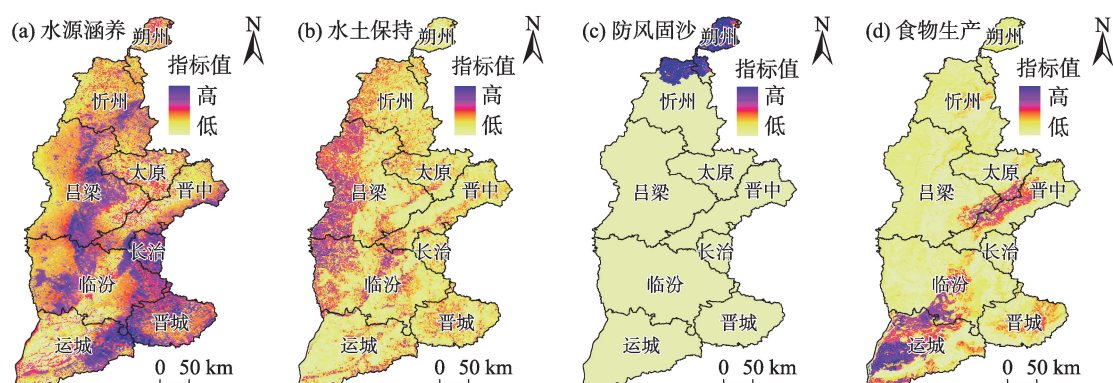 (a) 水源涵养
N
朔州
指标值
高
低
忻州
太原
吕梁
晋中
长治
临汾
晋城
运城
0 50 km
(b) 水土保持
N
朔州
指标值
高
低
忻州
太原
吕梁
晋中
长治
临汾
晋城
运城
0 50 km
(c) 防风固沙
N
朔州
指标值
高
低
忻州
太原
吕梁
晋中
长治
临汾
晋城
运城
0 50 km
(d) 食物生产
N
朔州
指标值
高
低
忻州
太原
吕梁
晋中
长治
临汾
晋城
运城
0 50 km